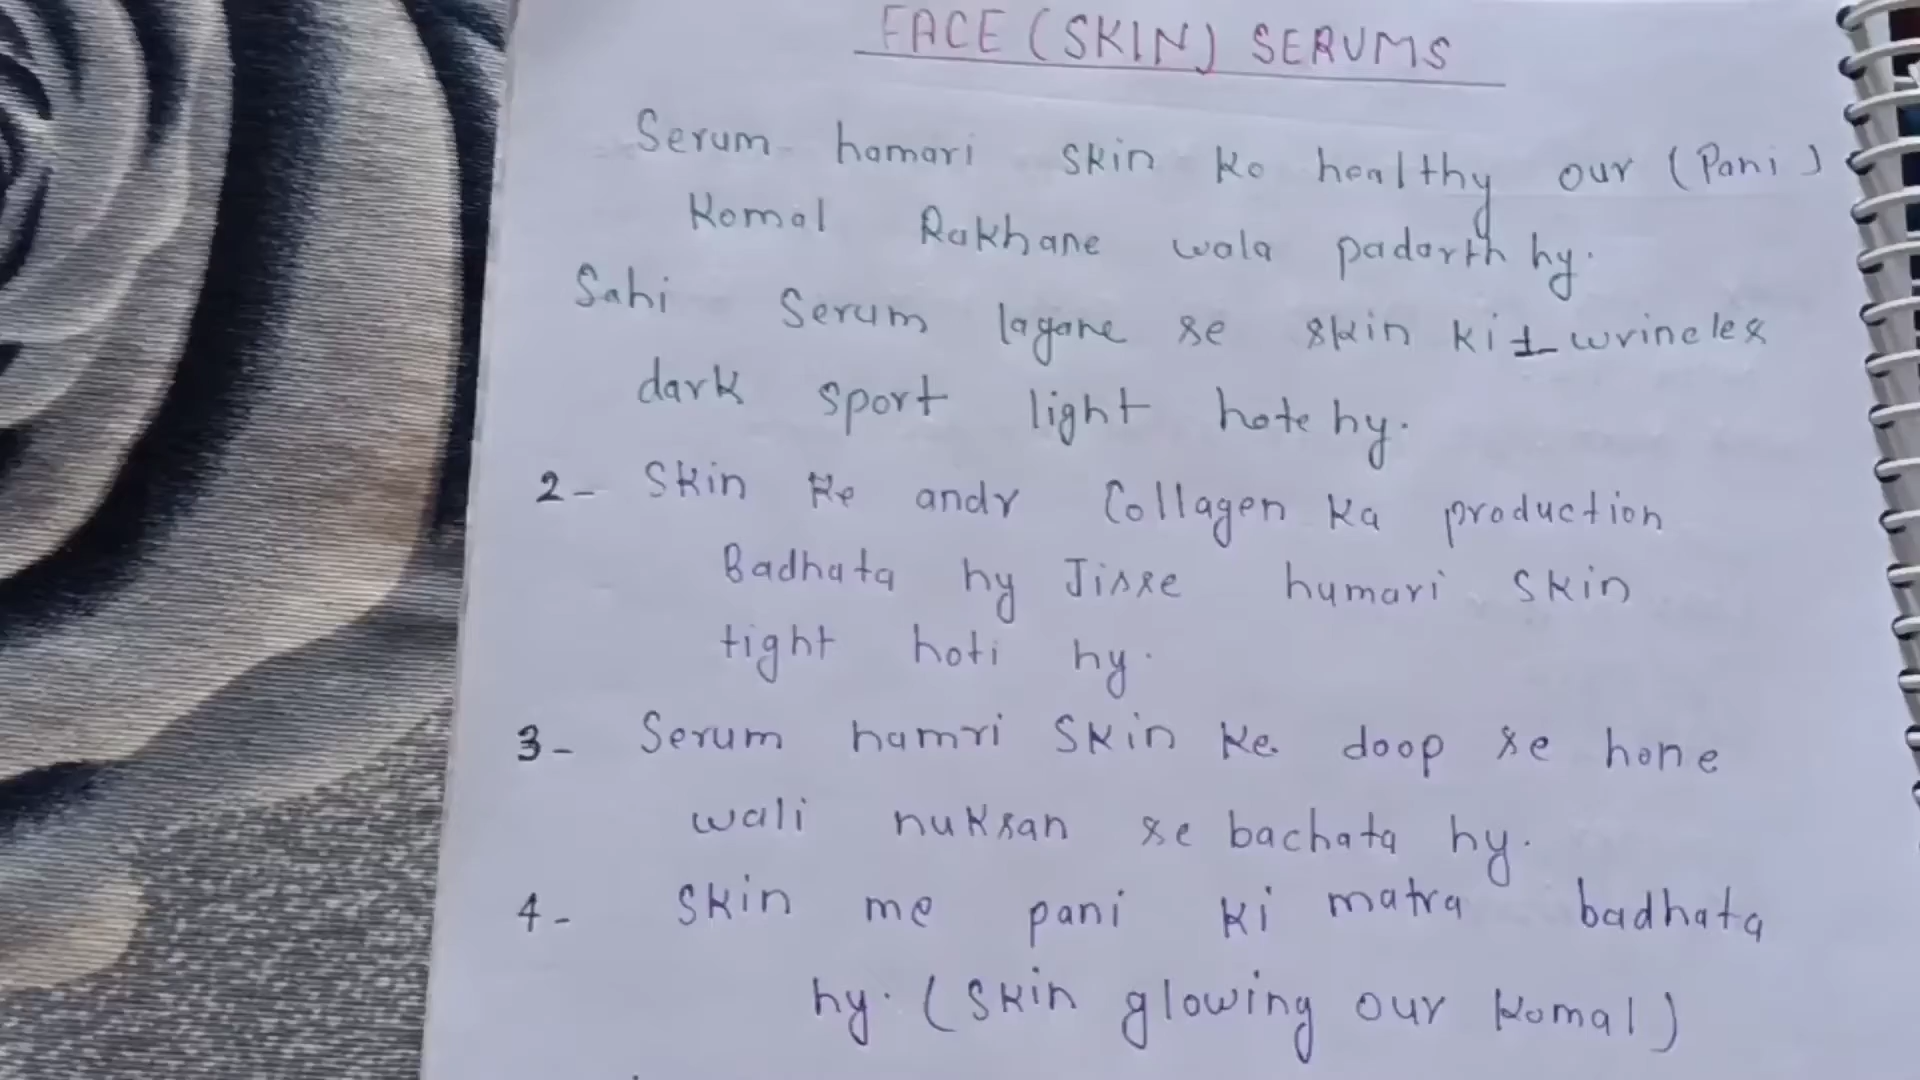 FACE (SKIN) SERUMS
Serum hamari skin ko healthy our (Pani)
Komal Rakhane wala padarth hy.
Sahi Serum lagane se skin ki wrincles
dark sport light hote hy.
2- Skin ke andr Collagen ka production
Badhata hy Jisse humari skin
tight hoti hy.
3- Serum hamri Skin ke doop se hone
wali nuksan se bachata hy.
4- Skin me pani ki matra badhata
hy. (Skin glowing our komal)